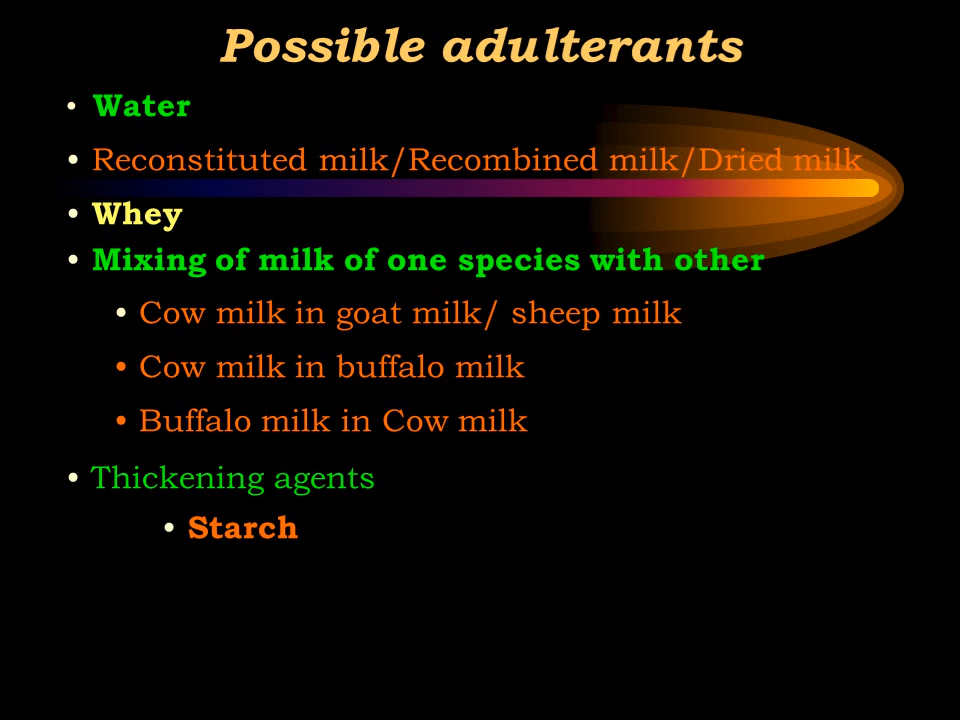 Possible adulterants
• Water
• Reconstituted milk/Recombined milk/Dried milk
• Whey
• Mixing of milk of one species with other
• Cow milk in goat milk/ sheep milk
• Cow milk in buffalo milk
• Buffalo milk in Cow milk
• Thickening agents
• Starch